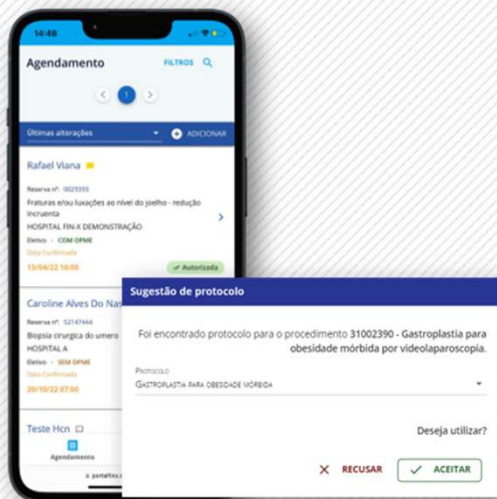 14:48
Agendamento
FILTROS
1
Últimas alterações
ADICIONAR
Rafael Viana
Reserva nº: 0023393
Fraturas e/ou luxações ao nível do joelho - redução
incruenta
HOSPITAL FIN-X DEMONSTRAÇÃO
Eletivo - COM OPME
Data Confirmada
13/04/22 10:00
Autorizada
Caroline Alves Do Nas
Reserva nº: 52147444
Biopsia cirurgica do umero
HOSPITAL A
Eletivo - SEM OPME
Data Confirmada
20/10/22 07:00
Teste Hcn
Agendamento
Sugestão de protocolo
Foi encontrado protocolo para o procedimento 31002390 - Gastroplastia para
obesidade mórbida por videolaparoscopia.
Protocolo
GASTROPLASTIA PARA OBESIDADE MÓRBIDA
Deseja utilizar?
RECUSAR
ACEITAR